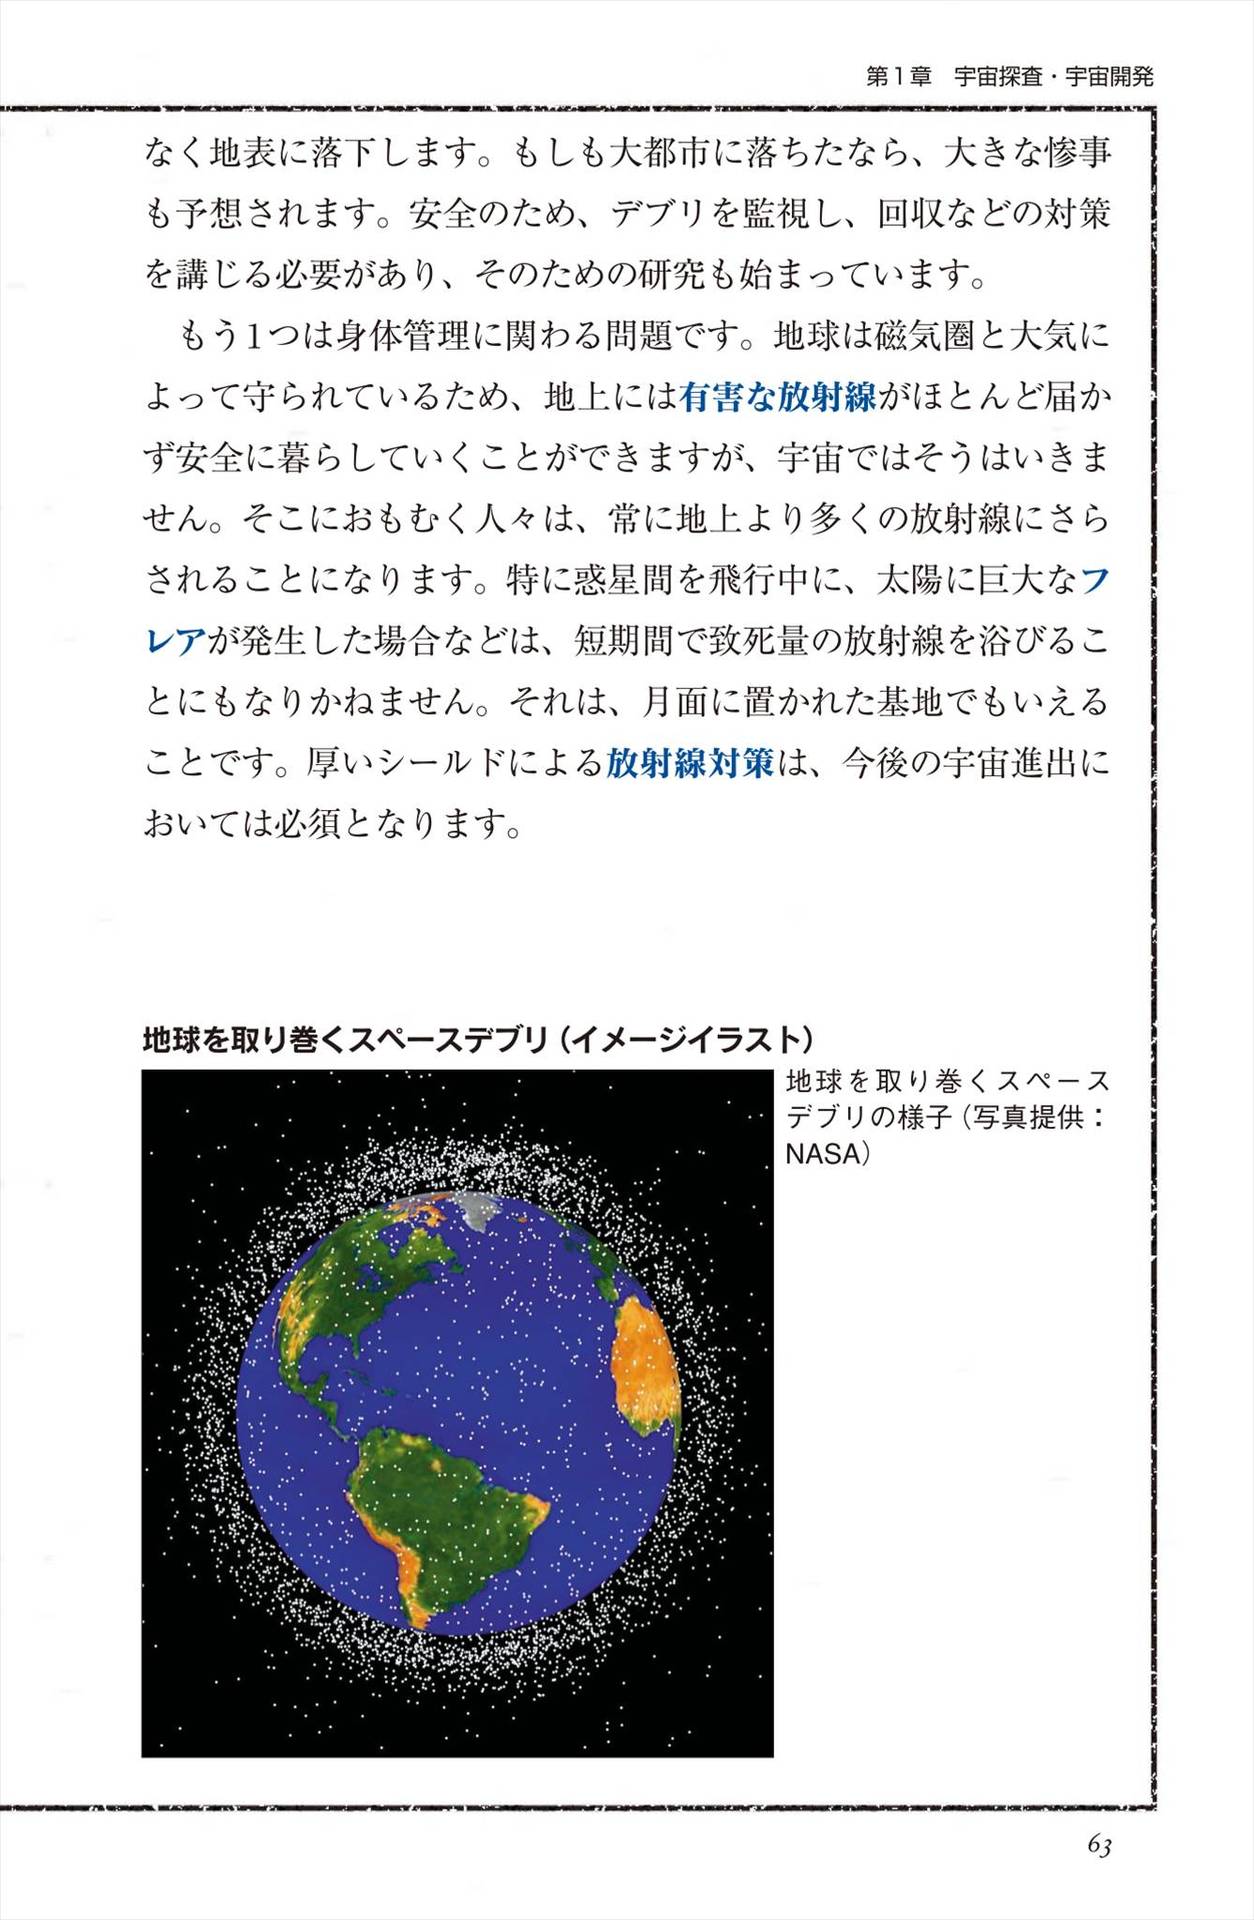 第1章 宇宙探査・宇宙開発
なく地表に落下します。もしも大都市に落ちたなら、大きな惨事
も予想されます。安全のため、デブリを監視し、回収などの対策
を講じる必要があり、そのための研究も始まっています。
もう1つは身体管理に関わる問題です。地球は磁気圏と大気に
よって守られているため、地上には有害な放射線がほとんど届か
ず安全に暮らしていくことができますが、宇宙ではそうはいきま
せん。そこにおもむく人々は、常に地上より多くの放射線にさら
されることになります。特に惑星間を飛行中に、太陽に巨大なフ
レアが発生した場合などは、短期間で致死量の放射線を浴びるこ
とにもなりかねません。それは、月面に置かれた基地でもいえる
ことです。厚いシールドによる放射線対策は、今後の宇宙進出に
おいては必須となります。
地球を取り巻くスペースデブリ（イメージイラスト）
地球を取り巻くスペース
デブリの様子（写真提供：
NASA）
63